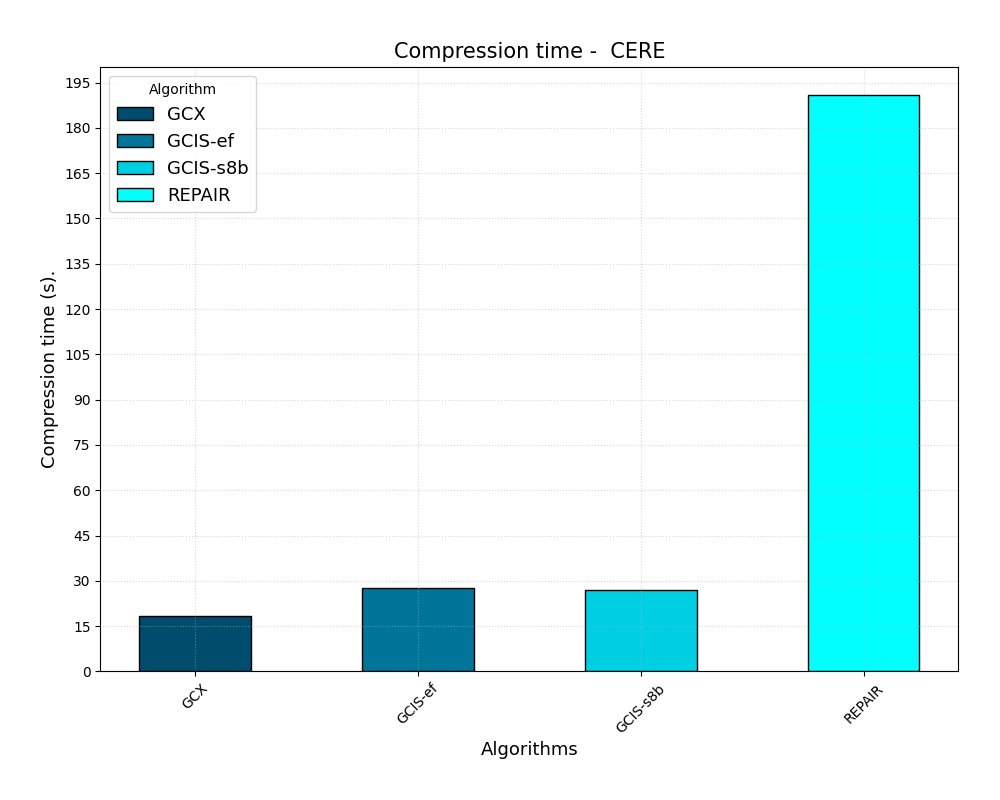 Compression time -  CERE
Algorithm
GCX
GCIS-ef
GCIS-s8b
REPAIR
Compression time (s).
195
180
165
150
135
120
105
90
75
60
45
30
15
0
GCX
GCIS-ef
GCIS-s8b
REPAIR
Algorithms